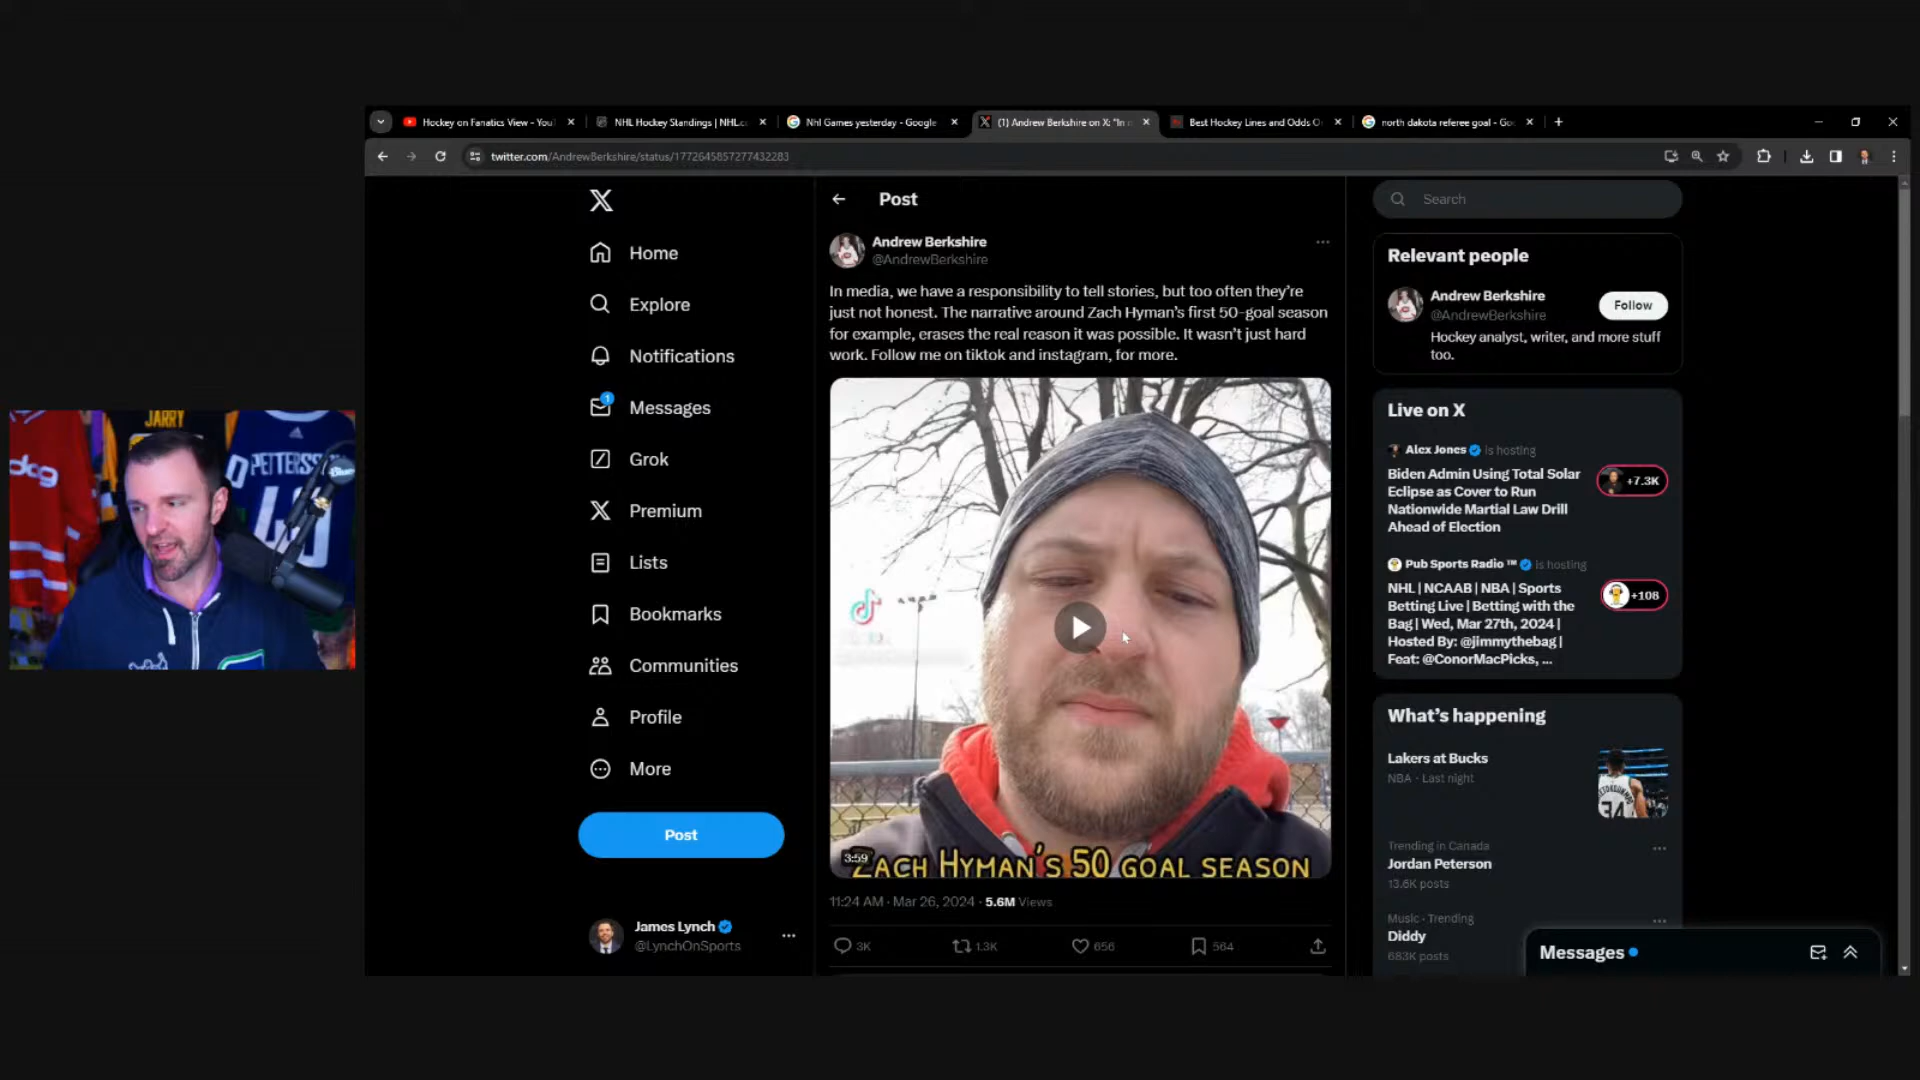 Hockey on Fanatics View - You
NHL Hockey Standings | NHL.c
Nhl Games yesterday - Google
(1) Andrew Berkshire on X: "In
Best Hockey Lines and Odds O
north dakota referee goal - Go
twitter.com/AndrewBerkshire/status/1772645857277432283
Home
Explore
Notifications
1
Messages
Grok
Premium
Lists
Bookmarks
Communities
Profile
More
Post
James Lynch
@LynchOnSports
Post
Andrew Berkshire
@AndrewBerkshire
In media, we have a responsibility to tell stories, but too often they're
just not honest. The narrative around Zach Hyman's first 50-goal season
for example, erases the real reason it was possible. It wasn't just hard
work. Follow me on tiktok and instagram, for more.
3:59
ZACH HYMAN'S 50 GOAL SEASON
11:24 AM · Mar 26, 2024 · 5.6M Views
3K
1.3K
656
564
Search
Relevant people
Andrew Berkshire
@AndrewBerkshire
Follow
Hockey analyst, writer, and more stuff
too.
Live on X
Alex Jones is hosting
Biden Admin Using Total Solar
Eclipse as Cover to Run
Nationwide Martial Law Drill
Ahead of Election
+7.3K
Pub Sports Radio ™ is hosting
NHL | NCAAB | NBA | Sports
Betting Live | Betting with the
Bag | Wed, Mar 27th, 2024 |
Hosted By: @jimmythebag |
Feat: @ConorMacPicks, ...
+108
What's happening
Lakers at Bucks
NBA · Last night
34
Trending in Canada
Jordan Peterson
13.6K posts
Music · Trending
Diddy
683K posts
Messages
JARRY
PETTERSS
40